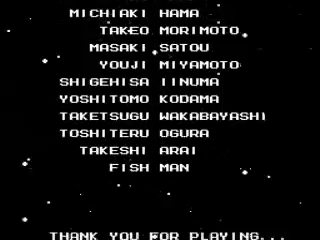 MICHIAKI HAMA
TAKEO MORIMOTO
MASAKI SATOU
YOUJI MIYAMOTO
SHIGEHISA IINUMA
YOSHITOMO KODAMA
TAKETSUGU WAKABAYASHI
TOSHITERU OGURA
TAKESHI ARAI
FISH MAN
THANK YOU FOR PLAYING...